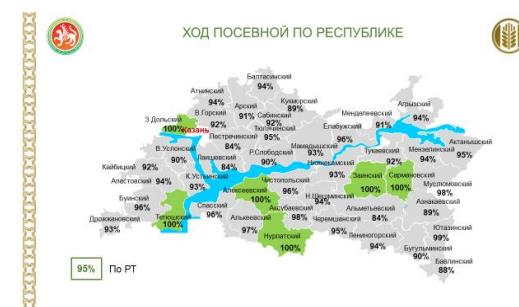 ХОД ПОСЕВНОЙ ПО РЕСПУБЛИКЕ
Балтасинский
94%
Атнинский
94%
Кукморский
89%
Арский
91%
Сабинский
92%
В.Горский
92%
З.Дольский
100%
Казань
Тюлячинский
95%
Пестречинский
84%
Менделеевский
91%
Агрызский
94%
Елабужский
96%
Актанышский
95%
В.Услонский
90%
Лаишевский
84%
Р.Слободский
90%
Мамадышский
93%
Нижнекамский
93%
Тукаевский
92%
Мензелинский
94%
Кайбицкий 92%
Апастовский 94%
К.Устьинский
93%
Чистопольский
96%
Заинский
100%
Сармановский
100%
Муслюмовский
98%
Буинский
96%
Алексеевский
100%
Н.Шешминский
94%
Азнакаевский
89%
Дрожжановский
93%
Тетюшский
100%
Спасский
96%
Аксубаевский
98%
Альметьевский
84%
Алькеевский
97%
Черемшанский
95%
Ютазинский
99%
Нурлатский
100%
Лениногорский
94%
Бугульминский
90%
Бавлинский
88%
95% По РТ